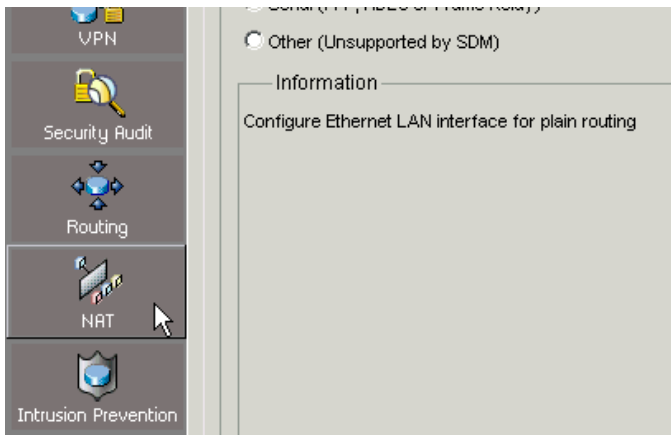 VPN
Security Audit
Routing
NAT
Intrusion Prevention
Other (Unsupported by SDM)
Information
Configure Ethernet LAN interface for plain routing